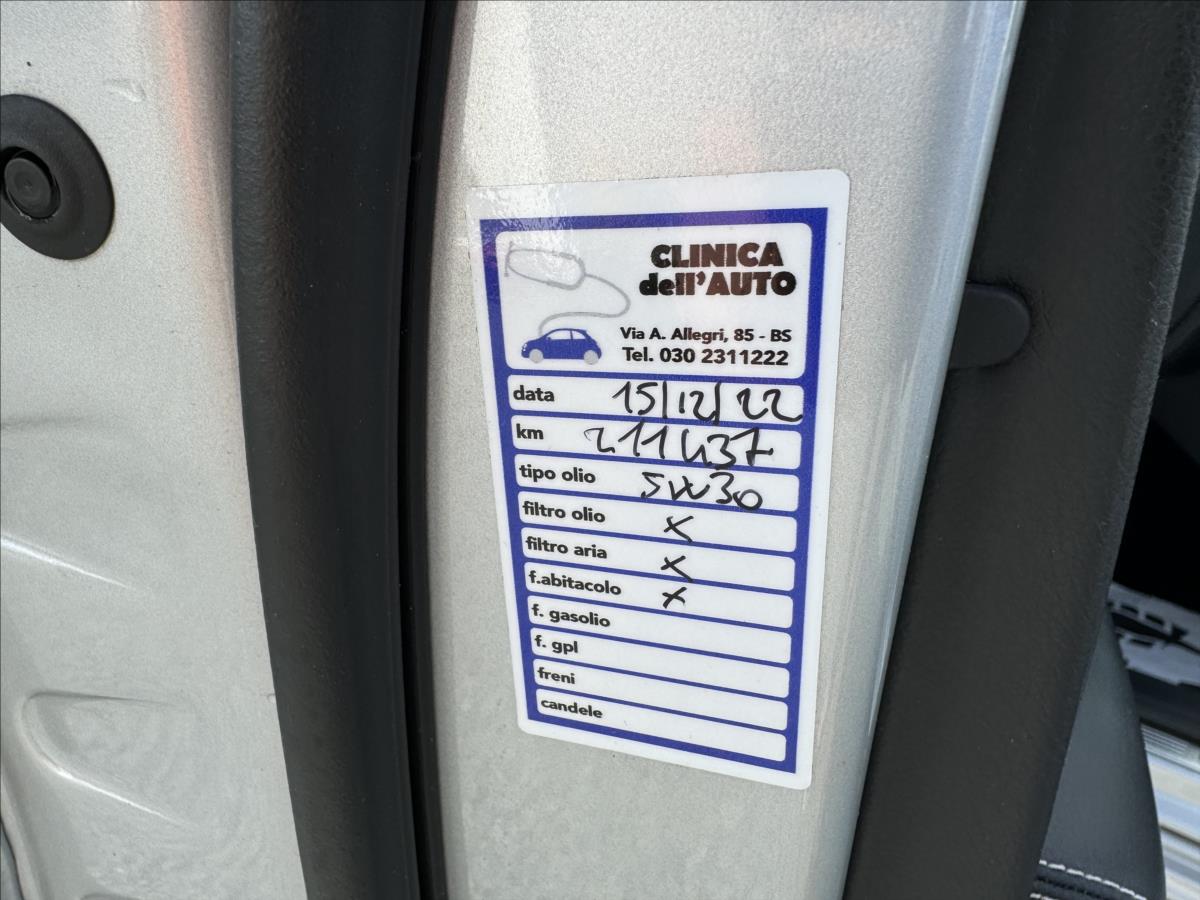 CLINICA
dell'AUTO
Via A. Allegri, 85 - BS
Tel. 030 2311222
data 15/12/22
km 211437
tipo olio 5W30
filtro olio X
filtro aria X
f.abitacolo X
f. gasolio
f. gpl
freni
candele